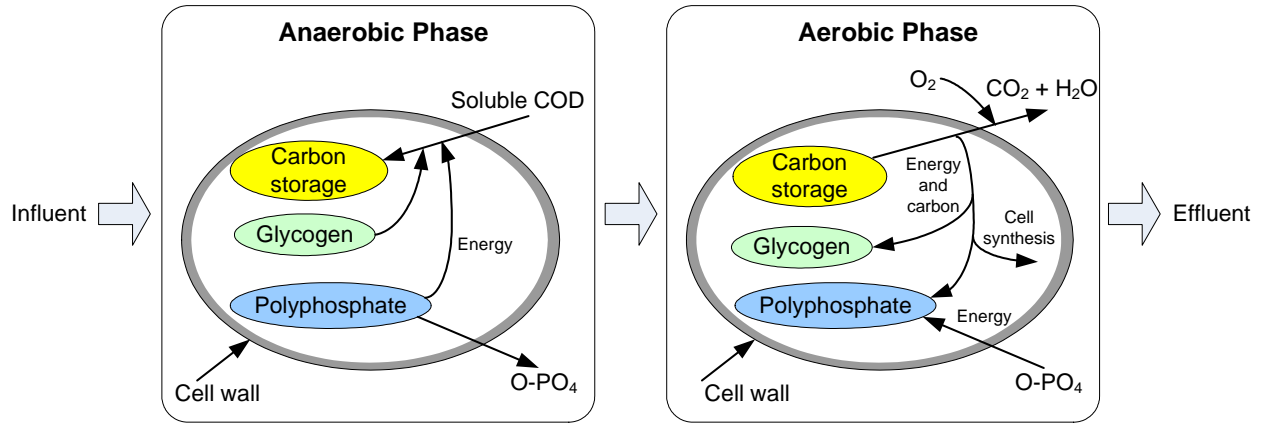 Anaerobic Phase
Soluble COD
Carbon
storage
Glycogen
Energy
Polyphosphate
Cell wall
O-PO₄
Influent
Aerobic Phase
O₂
CO₂ + H₂O
Carbon
storage
Energy
and
carbon
Cell
synthesis
Glycogen
Polyphosphate
Energy
Cell wall
O-PO₄
Effluent